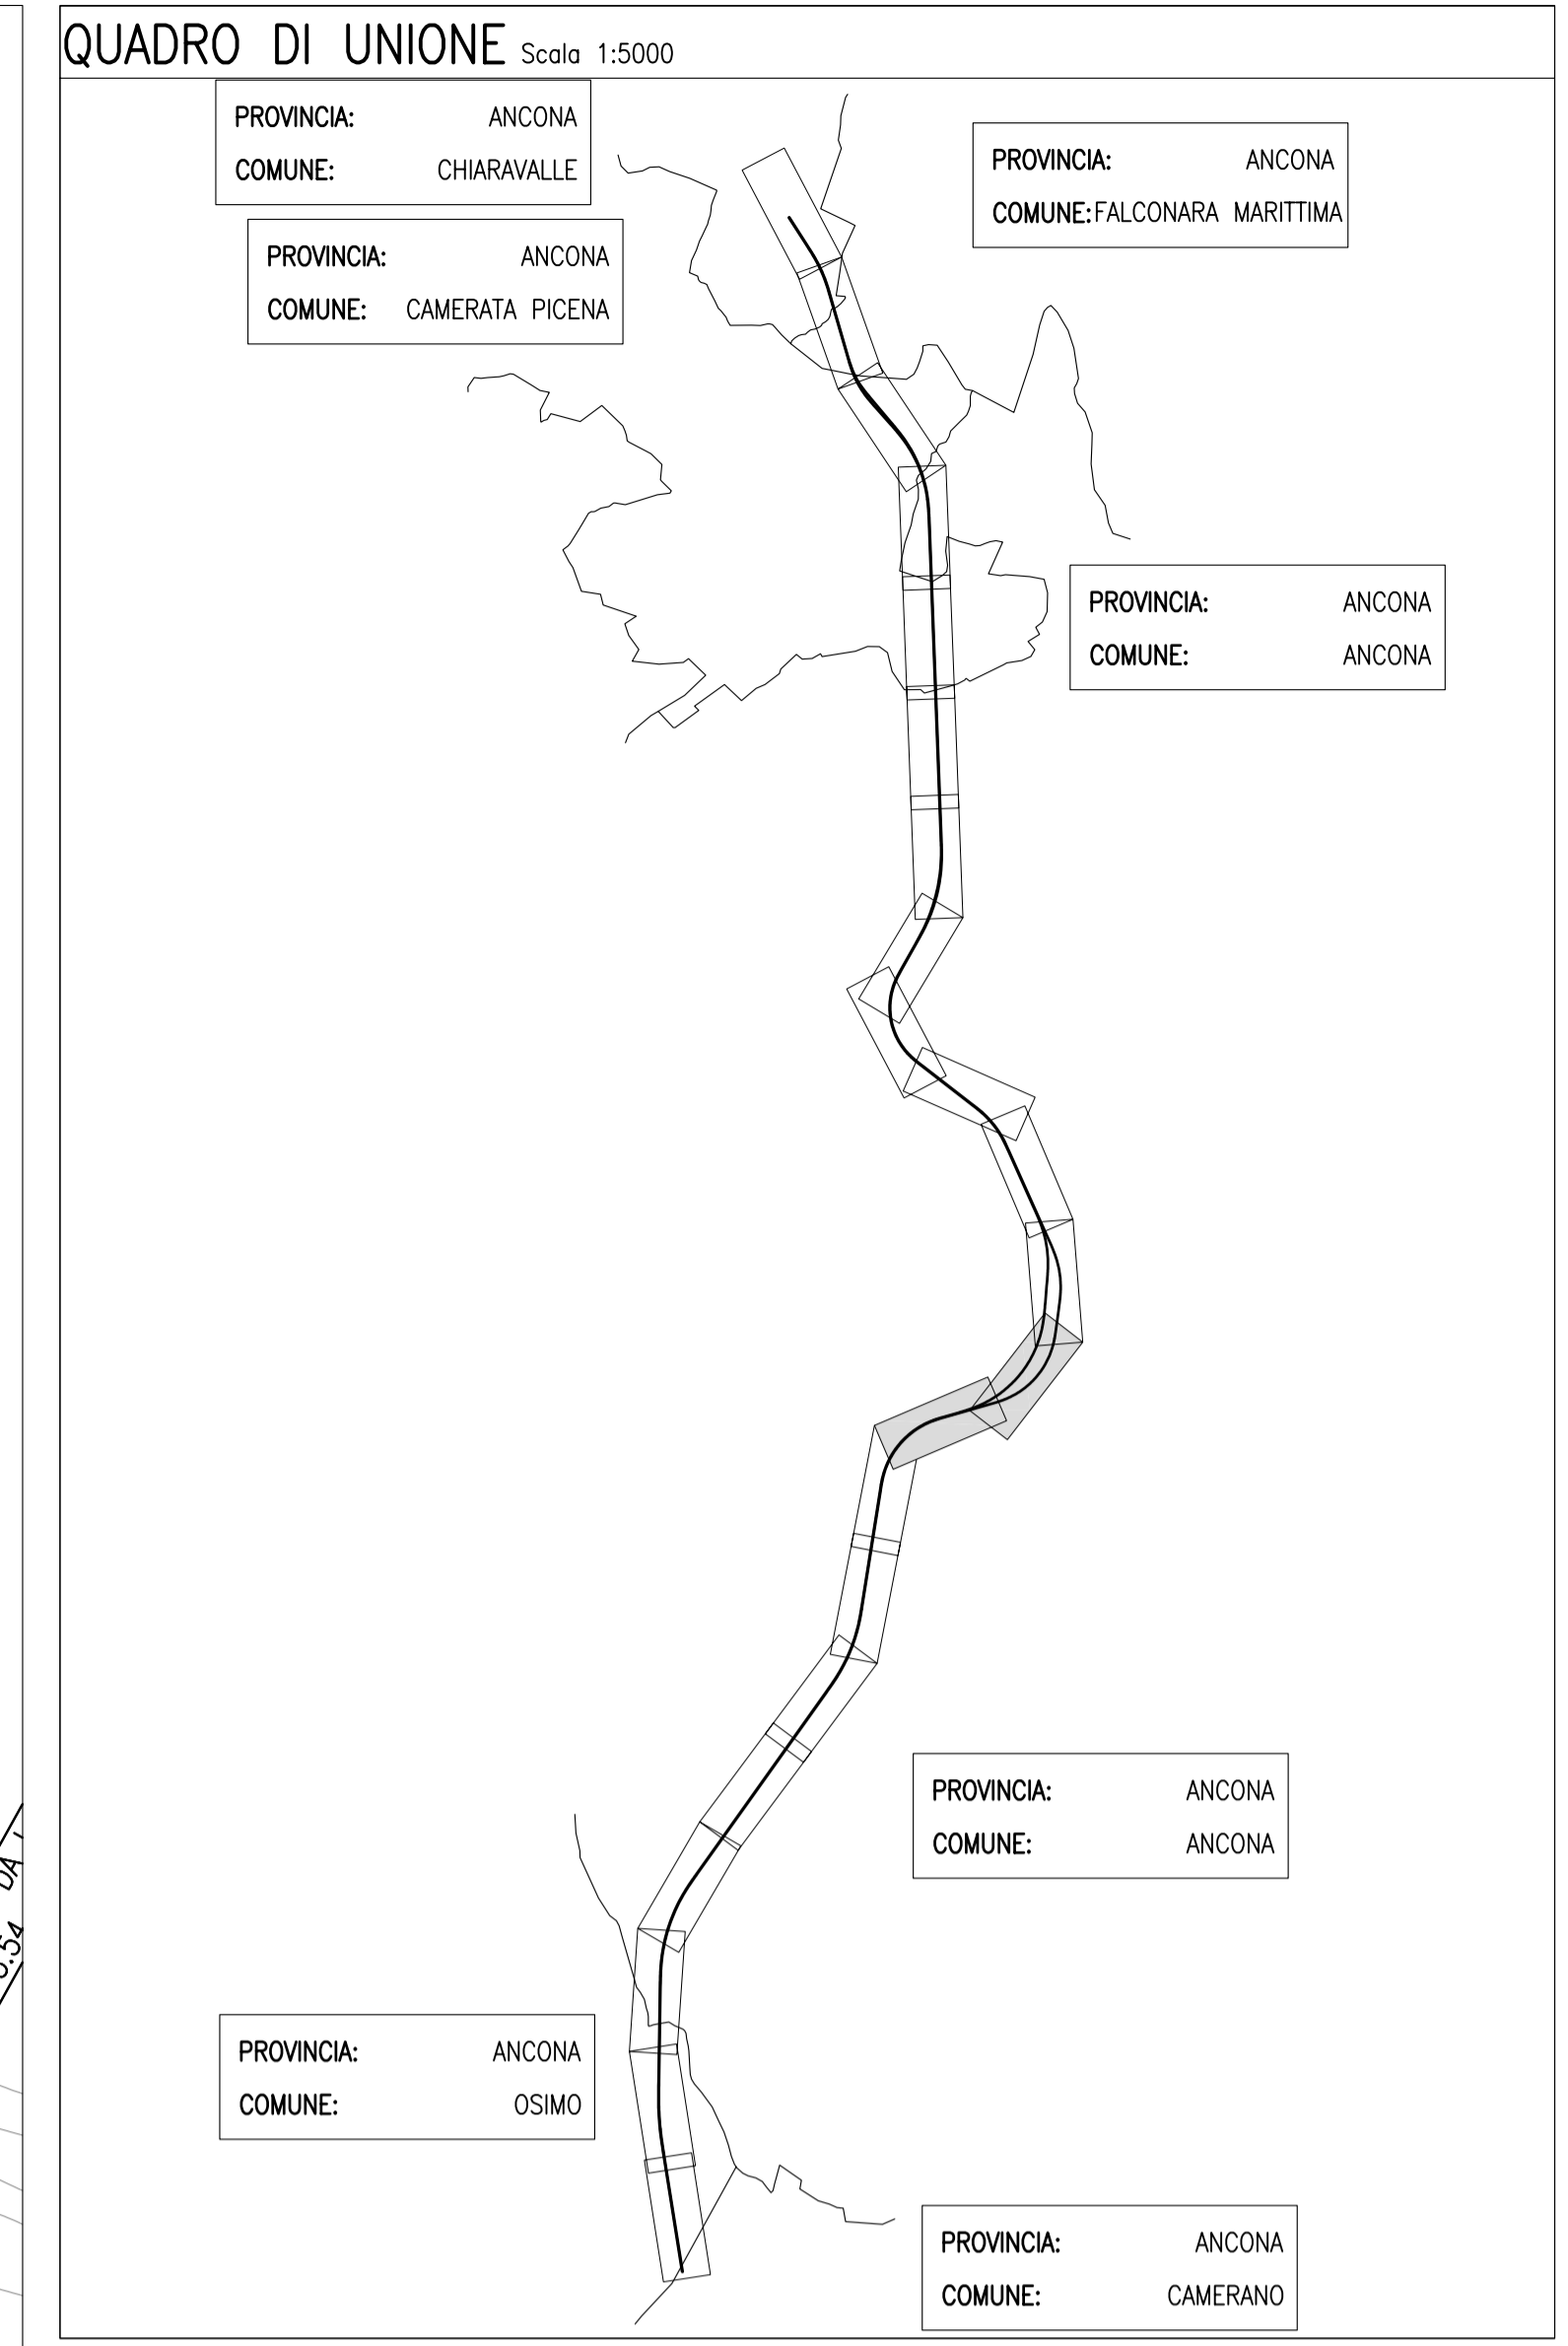 QUADRO DI UNIONE Scala 1:5000
PROVINCIA: ANCONA
COMUNE: CHIARAVALLE
PROVINCIA: ANCONA
COMUNE: FALCONARA MARITTIMA
PROVINCIA: ANCONA
COMUNE: CAMERATA PICENA
PROVINCIA: ANCONA
COMUNE: ANCONA
PROVINCIA: ANCONA
COMUNE: ANCONA
DA
PROVINCIA: ANCONA
COMUNE: OSIMO
PROVINCIA: ANCONA
COMUNE: CAMERANO